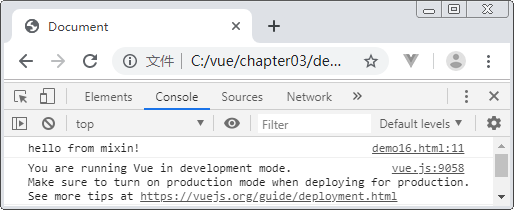 Document
文件 C:/vue/chapter03/de...
Elements Console Sources Network »
top Filter Default levels
hello from mixin! demo16.html:11
You are running Vue in development mode. vue.js:9058
Make sure to turn on production mode when deploying for production.
See more tips at https://vuejs.org/guide/deployment.html